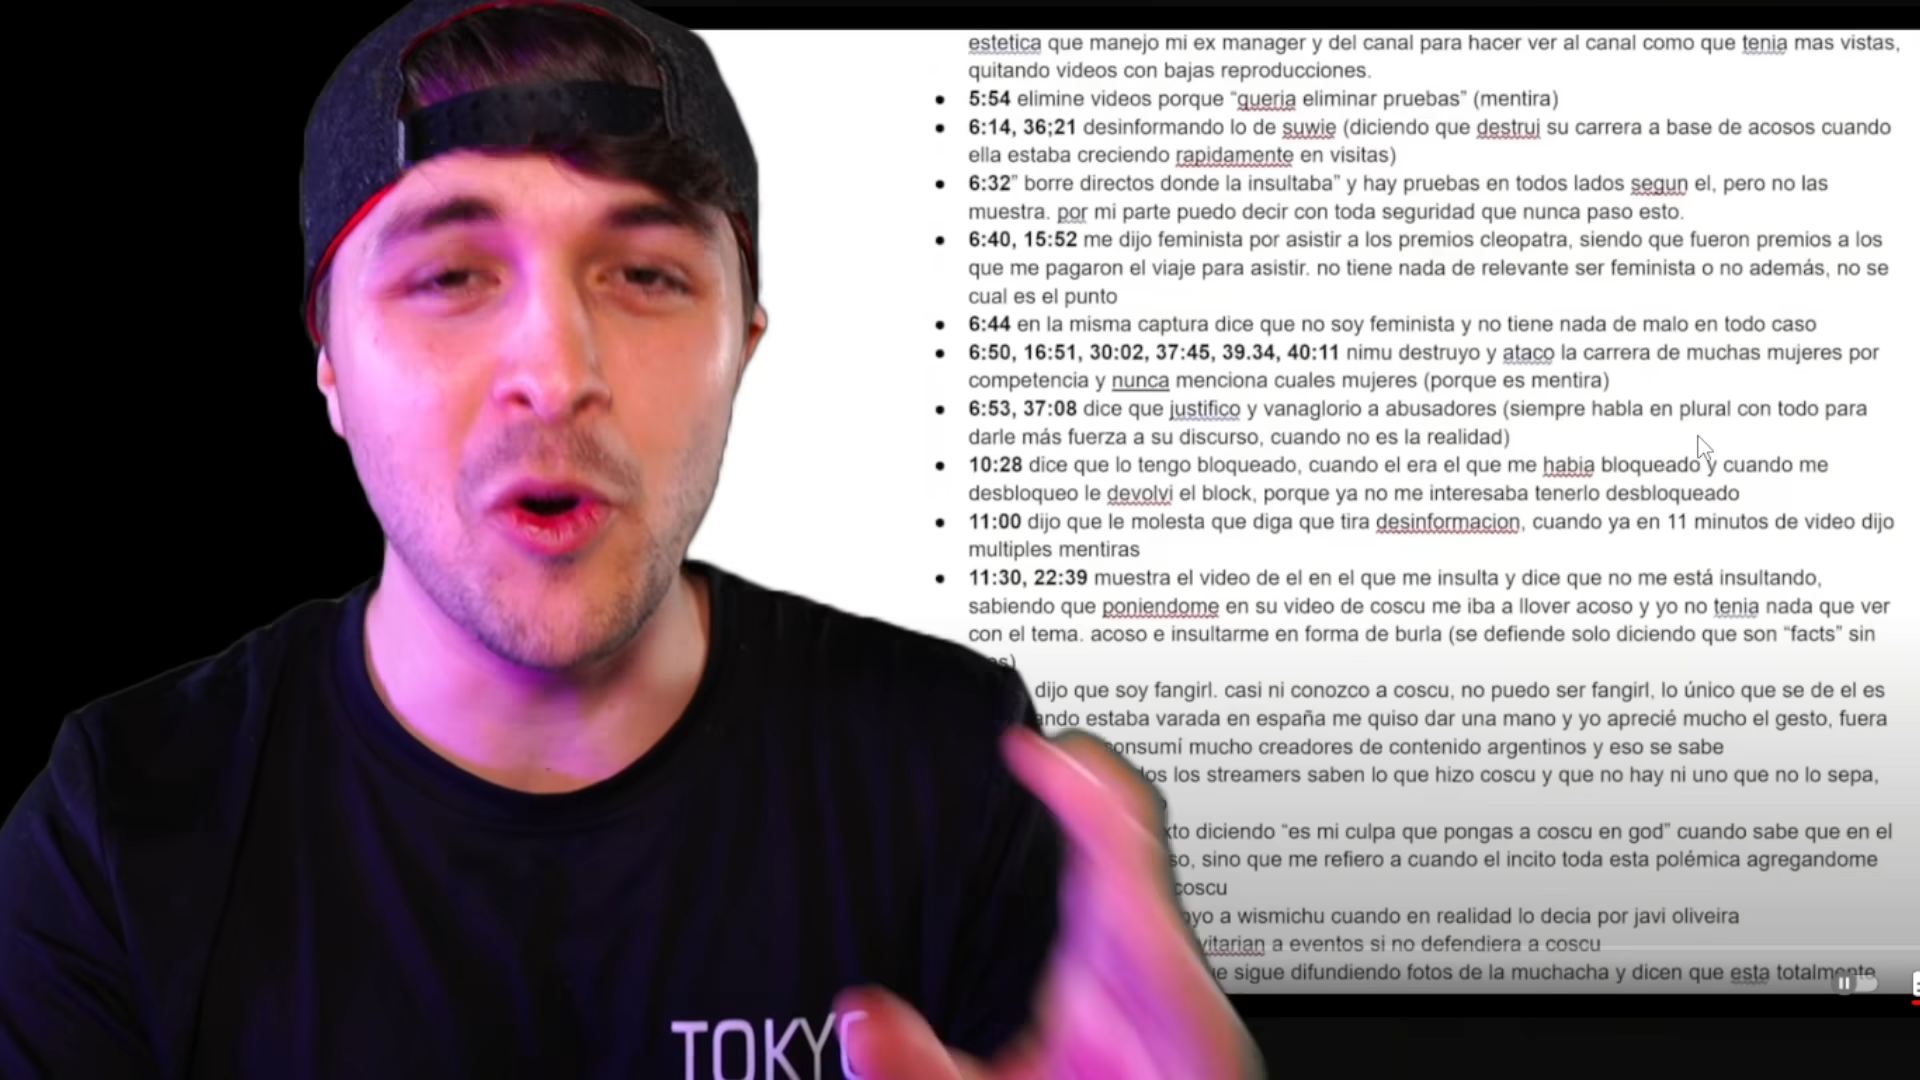 estetica que manejo mi ex manager y del canal para hacer ver al canal como que tenia mas vistas,
quitando videos con bajas reproducciones.
5:54 elimine videos porque “queria eliminar pruebas” (mentira)
6:14, 36;21 desinformando lo de suwie (diciendo que destrui su carrera a base de acosos cuando
ella estaba creciendo rapidamente en visitas)
6:32” borre directos donde la insultaba” y hay pruebas en todos lados segun el, pero no las
muestra. por mi parte puedo decir con toda seguridad que nunca paso esto.
6:40, 15:52 me dijo feminista por asistir a los premios cleopatra, siendo que fueron premios a los
que me pagaron el viaje para asistir. no tiene nada de relevante ser feminista o no además, no se
cual es el punto
6:44 en la misma captura dice que no soy feminista y no tiene nada de malo en todo caso
6:50, 16:51, 30:02, 37:45, 39.34, 40:11 nimu destruyo y ataco la carrera de muchas mujeres por
competencia y nunca menciona cuales mujeres (porque es mentira)
6:53, 37:08 dice que justifico y vanaglorio a abusadores (siempre habla en plural con todo para
darle más fuerza a su discurso, cuando no es la realidad)
10:28 dice que lo tengo bloqueado, cuando el era el que me habia bloqueado y cuando me
desbloqueo le devolvi el block, porque ya no me interesaba tenerlo desbloqueado
11:00 dijo que le molesta que diga que tira desinformacion, cuando ya en 11 minutos de video dijo
multiples mentiras
11:30, 22:39 muestra el video de el en el que me insulta y dice que no me está insultando,
sabiendo que poniendome en su video de coscu me iba a llover acoso y yo no tenia nada que ver
con el tema. acoso e insultarme en forma de burla (se defiende solo diciendo que son “facts” sin
dijo que soy fangirl. casi ni conozco a coscu, no puedo ser fangirl, lo único que se de el es
estaba varada en españa me quiso dar una mano y yo aprecié mucho el gesto, fuera
consumí mucho creadores de contenido argentinos y eso se sabe
los streamers saben lo que hizo coscu y que no hay ni uno que no lo sepa,
diciendo “es mi culpa que pongas a coscu en god” cuando sabe que en el
sino que me refiero a cuando el incito toda esta polémica agregandome
coscu
a wismichu cuando en realidad lo decia por javi oliveira
a eventos si no defendiera a coscu
sigue difundiendo fotos de la muchacha y dicen que esta totalmente
TOKYO